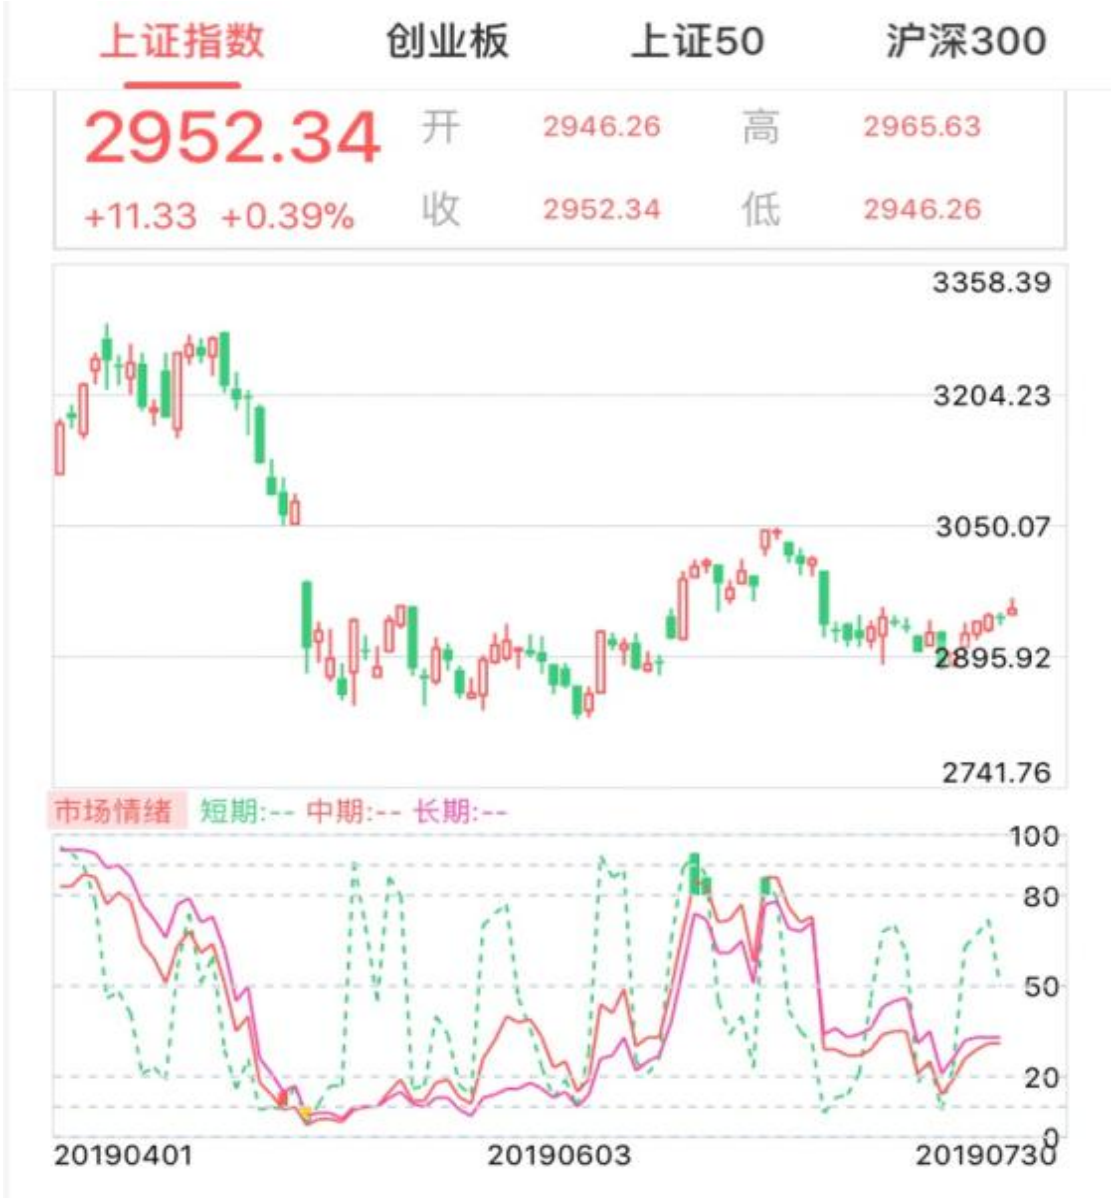 上证指数 创业板 上证50 沪深300
2952.34 开 2946.26 高 2965.63
+11.33 +0.39% 收 2952.34 低 2946.26
3358.39
3204.23
3050.07
2895.92
2741.76
市场情绪 短期:-- 中期:-- 长期:--
100
80
50
20
0
20190401 20190603 20190730